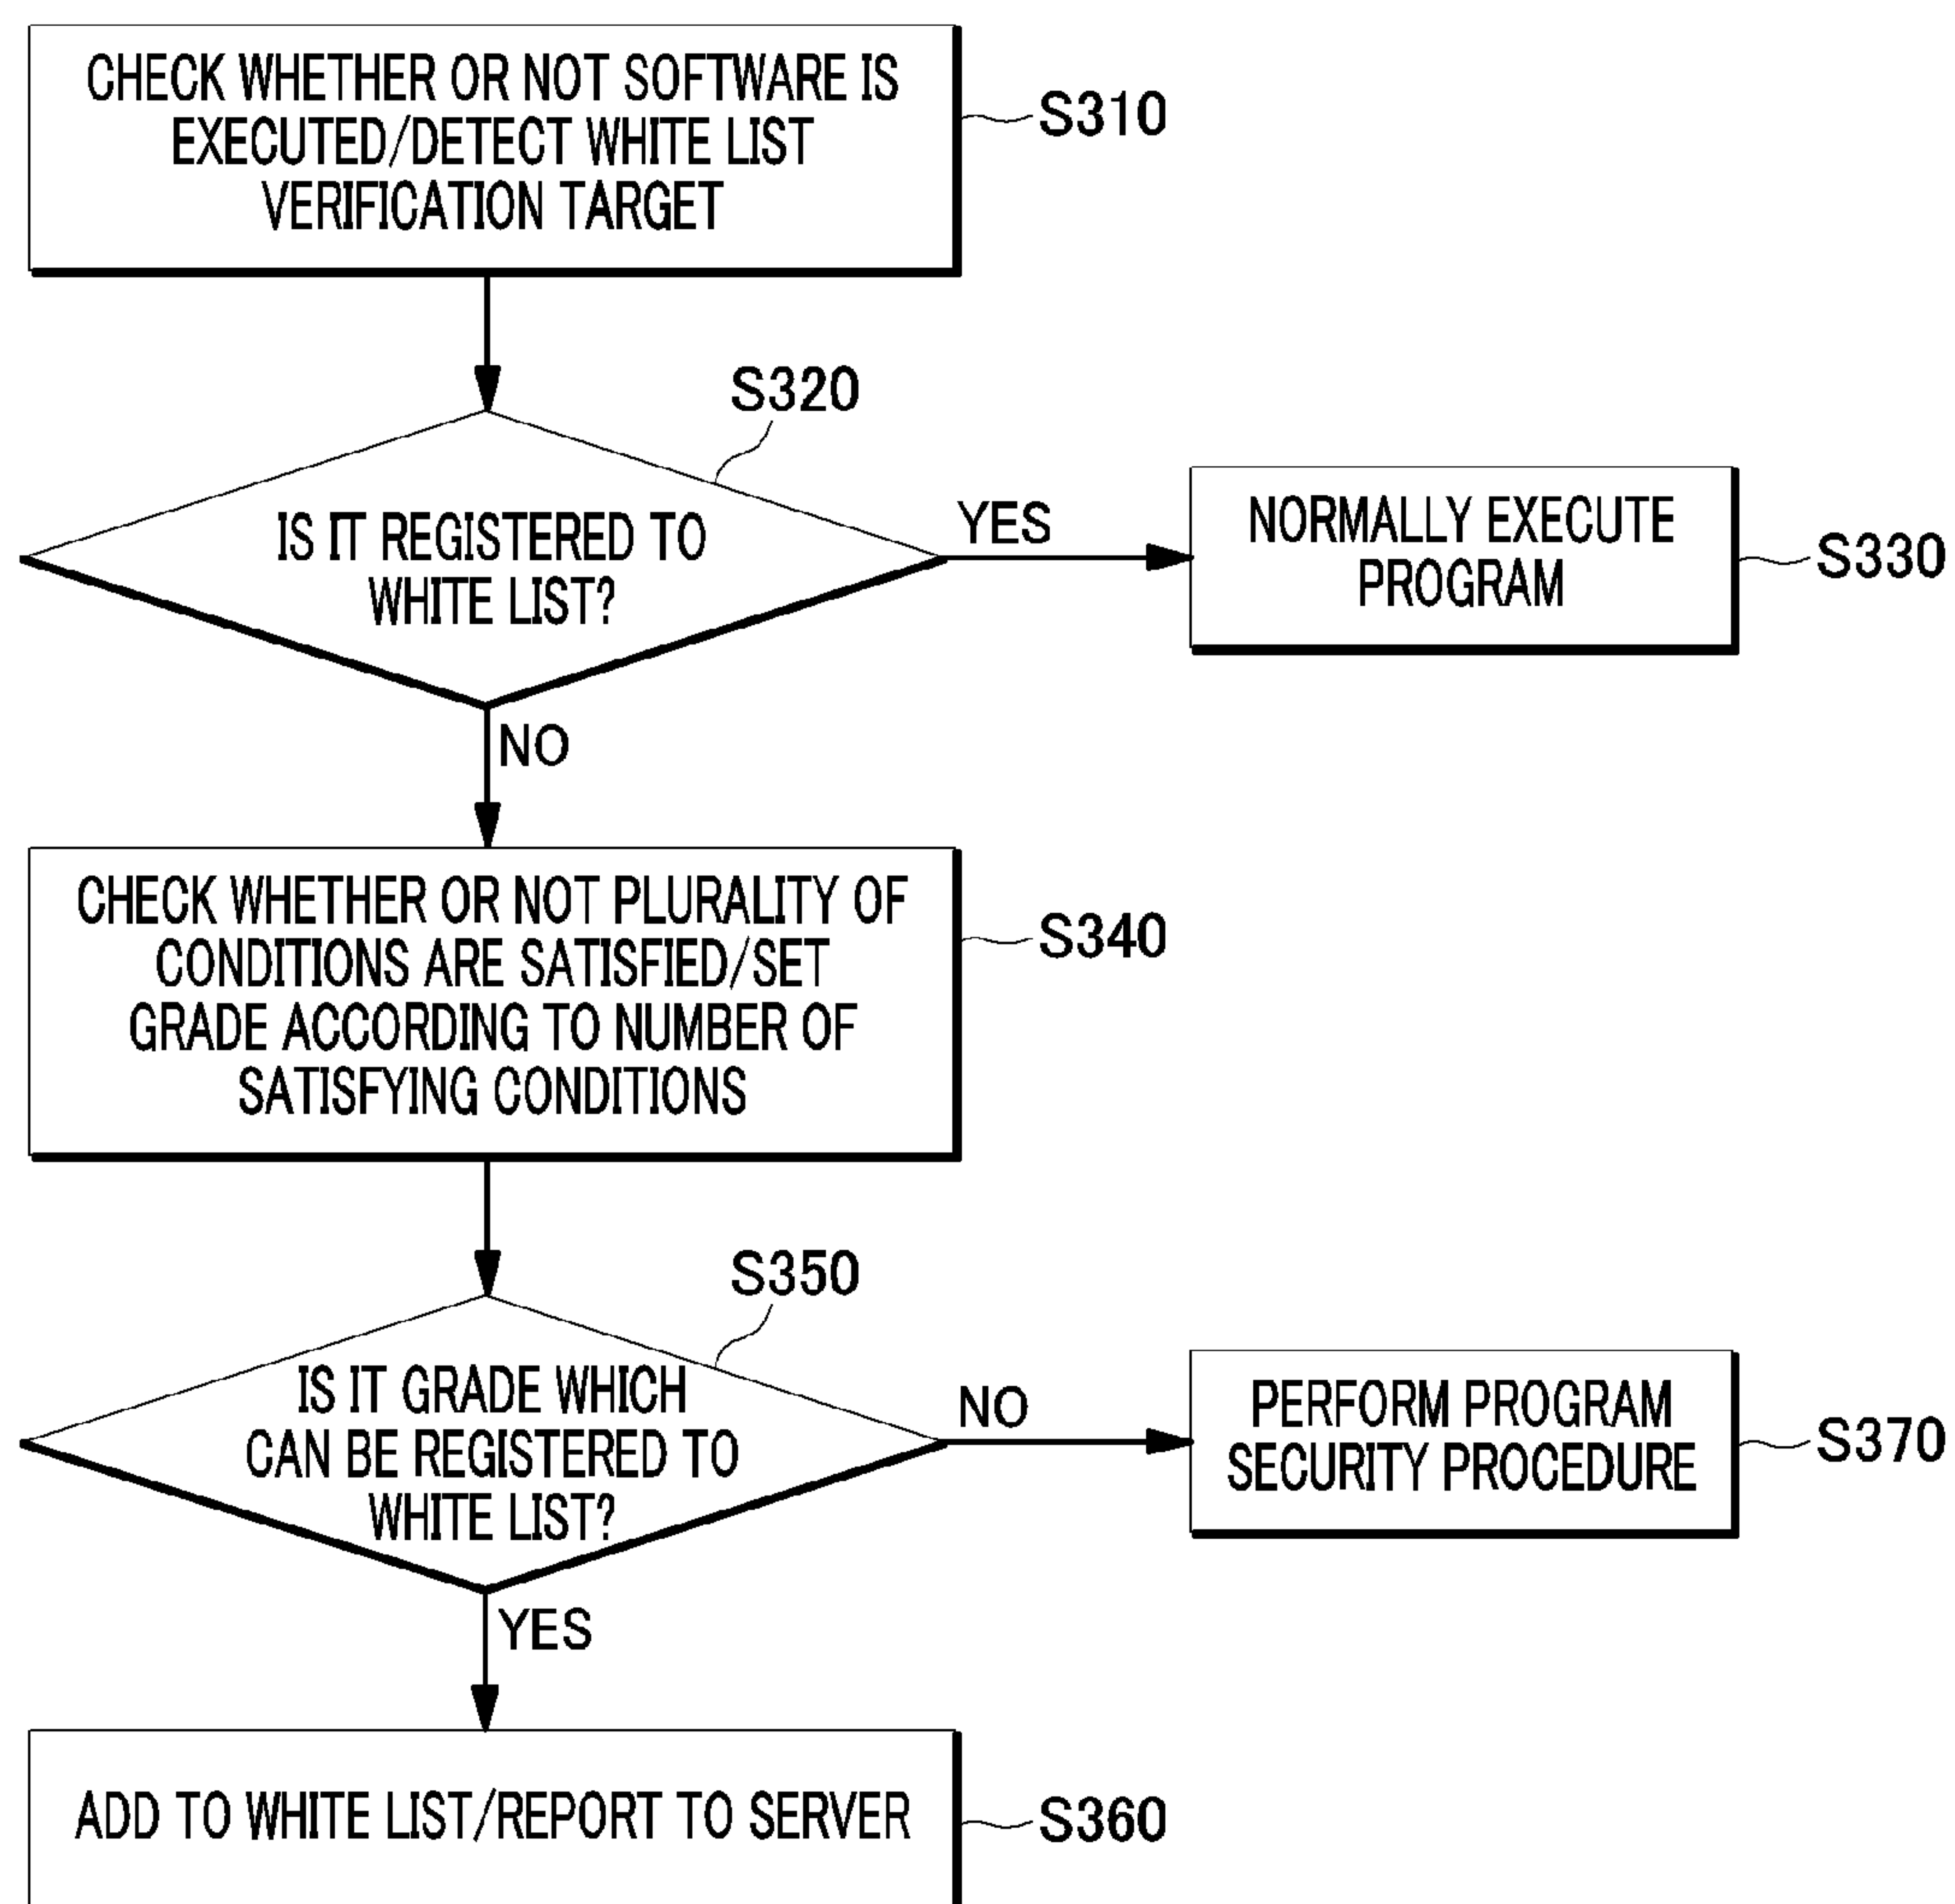 CHECK WHETHER OR NOT SOFTWARE IS
EXECUTED/DETECT WHITE LIST
VERIFICATION TARGET
S310
S320
IS IT REGISTERED TO
WHITE LIST?
YES
NORMALLY EXECUTE
PROGRAM
S330
NO
CHECK WHETHER OR NOT PLURALITY OF
CONDITIONS ARE SATISFIED/SET
GRADE ACCORDING TO NUMBER OF
SATISFYING CONDITIONS
S340
S350
IS IT GRADE WHICH
CAN BE REGISTERED TO
WHITE LIST?
NO
PERFORM PROGRAM
SECURITY PROCEDURE
S370
YES
ADD TO WHITE LIST/REPORT TO SERVER
S360